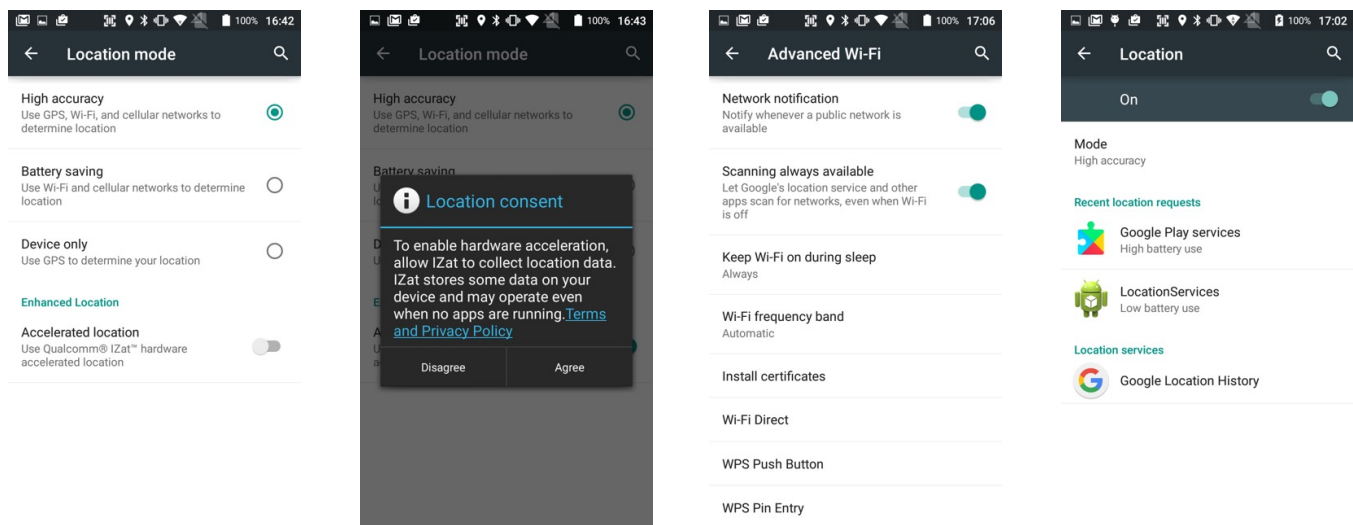 100% 16:42
Location mode
High accuracy
Use GPS, Wi-Fi, and cellular networks to
determine location
Battery saving
Use Wi-Fi and cellular networks to determine
location
Device only
Use GPS to determine your location
Enhanced Location
Accelerated location
Use Qualcomm® IZat™ hardware
accelerated location
100% 16:43
Location mode
High accuracy
Use GPS, Wi-Fi, and cellular networks to
determine location
Battery saving
Location consent
To enable hardware acceleration,
allow IZat to collect location data.
IZat stores some data on your
device and may operate even
when no apps are running.Terms
and Privacy Policy
Disagree
Agree
100% 17:06
Advanced Wi-Fi
Network notification
Notify whenever a public network is
available
Scanning always available
Let Google's location service and other
apps scan for networks, even when Wi-Fi
is off
Keep Wi-Fi on during sleep
Always
Wi-Fi frequency band
Automatic
Install certificates
Wi-Fi Direct
WPS Push Button
WPS Pin Entry
100% 17:02
Location
On
Mode
High accuracy
Recent location requests
Google Play services
High battery use
LocationServices
Low battery use
Location services
Google Location History